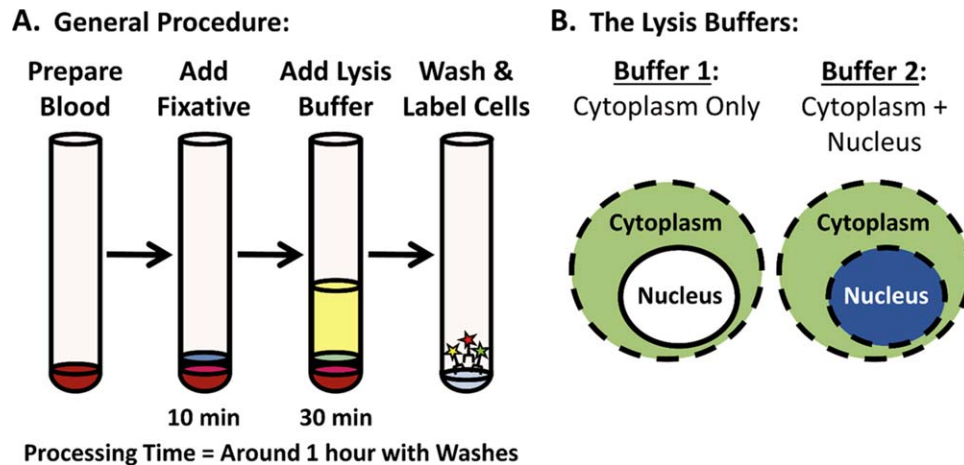 A. General Procedure:
Prepare Blood
Add Fixative
Add Lysis Buffer
Wash & Label Cells
10 min
30 min
Processing Time = Around 1 hour with Washes
B. The Lysis Buffers:
Buffer 1:
Cytoplasm Only
Cytoplasm
Nucleus
Buffer 2:
Cytoplasm +
Nucleus
Cytoplasm
Nucleus